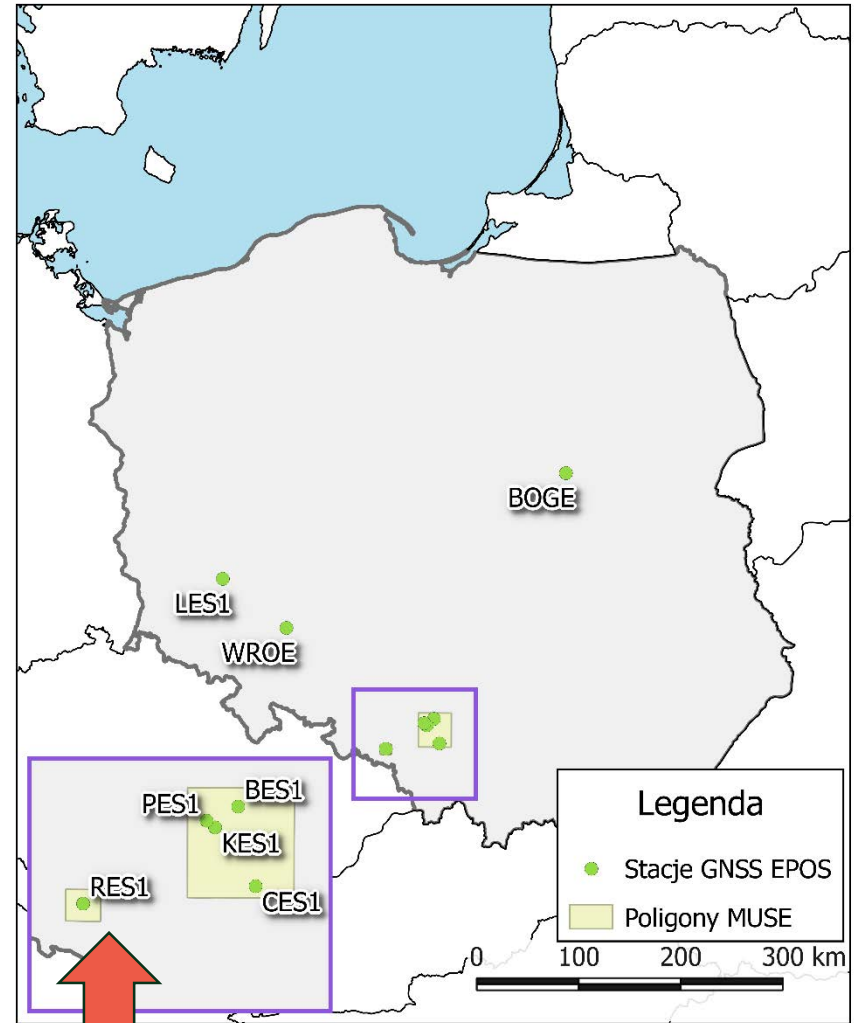 BOGE
LES1
WROE
BES1
PES1
KES1
RES1
CES1
Legenda
Stacje GNSS EPOS
Poligony MUSE
0 100 200 300 km